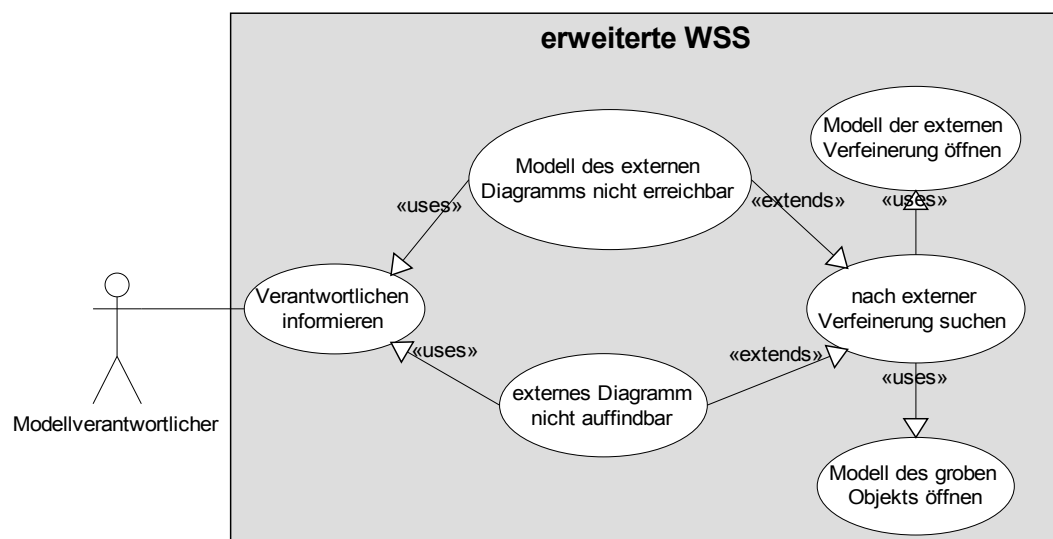 erweiterte WSS
Modell der externen
Verfeinerung öffnen
Modell des externen
Diagramms nicht erreichbar
«uses»
«extends»
«uses»
Verantwortlichen
informieren
nach externer
Verfeinerung suchen
«uses»
«extends»
«uses»
externes Diagramm
nicht auffindbar
Modellverantwortlicher
Modell des groben
Objekts öffnen